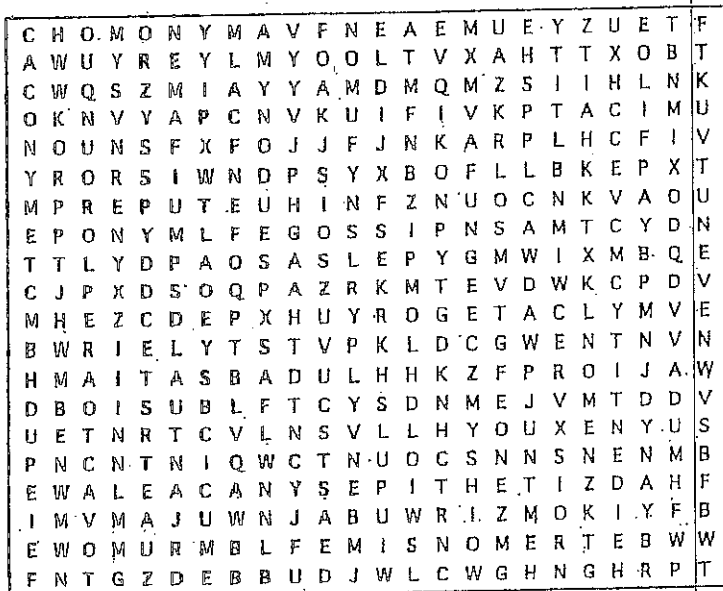 C H O M O N Y M A V F N E A E M U E Y Z U E T F
A W U Y R E Y L M Y O O L T V X A H T T X O B T
C W Q S Z M I A Y Y A M D M Q M Z S I I H L N K
O K N V Y A P C N V K U I F I V K P T A C I M U
N O U N S F X F O J J F J N K A R P L H C F I V
Y R O R S I W N D P S Y X B O F L L B K E P X T
M P R E P U T E U H I N F Z N U O C N K V A O U
E P O N Y M L F E G O S S I P N S A M T C Y D N
T T L Y D P A O S A S L E P Y G M W I X M B Q E
C J P X D S O Q P A Z R K M T E V D W K C P D V
M H E Z C D E P X H U Y R O G E T A C L Y M V E
B W R I E L Y T S T V P K L D C G W E N T N V N
H M A I T A S B A D U L H H K Z F P R O I J A W
D B O I S U B L F T C Y S D N M E J V M T D D V
U E T N R T C V L N S V L L H Y O U X E N Y U S
P N C N T N I Q W C T N U O C S N N S N E N M B
E W A L E A C A N Y S E P I T H E T I Z D A H F
I M V M A J U W N J A B U W R I Z M O K I Y F B
E W O M U R M B L F E M I S N O M E R T E B W W
F N T G Z D E B B U D J W L C W G H N G H R P T